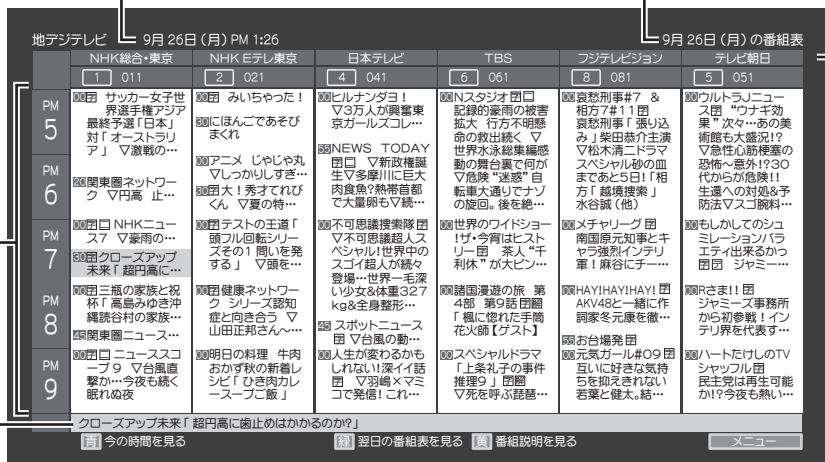 地デジテレビ 9月 26日(月) PM 1:26 9月 26日(月)の番組表
NHK総合・東京 NHK Eテレ東京 日本テレビ TBS フジテレビジョン テレビ朝日
1 011 2 021 4 041 6 061 8 081 5 051
PM
5
PM
6
PM
7
PM
8
PM
9
サッカー女子世
界選手権アジア
最終予選「日本」
対「オーストラリ
ア」 ▽激戦の…
20 関東圏ネットワー
ク ▽円高 止…
00 NHKニュー
ス7 ▽豪雨の…
30 クローズアップ
未来「超円高に…
00 三瓶の家族と祝
杯「高島みゆき沖
縄読谷村の家族…
45 関東圏ニュース…
00 ニューススコ
ープ9 ▽台風直
撃か…今夜も続く
眠れぬ夜
00 みいちゃった!
00 にほんごであそび
まくれ
00 アニメ じゃじゃ丸
▽しっかりしすぎ…
30 大!秀才てれび
くん ▽夏の特…
00 テストの王道「
頭フル回転シリー
ズその1 問いを発
する」 ▽頭を…
00 健康ネットワー
ク シリーズ認知
症と向き合う ▽
山田正邦さん〜…
00 明日の料理 牛肉
おかず秋の新着レ
シピ「ひき肉カレ
ースープご飯」
00 ヒルナンダヨ!
▽3万人が興奮東
京ガールズコレ…
55 NEWS TODAY
▽新政権誕
生▽多摩川に巨大
肉食魚?熱帯首都
で大量卵も▽続…
00 不可思議捜索隊
▽不可思議超人ス
ペシャル!世界中の
スゴイ超人が続々
登場…世界一毛深
い少女&体重327
kg&全身整形…
45 スポットニュース
▽台風の動…
00 人生が変わるかも
しれない!深イイ話
▽羽嶋×マミ
コで発信!これ…
00 Nスタジオ
記録的豪雨の被害
拡大 行方不明懸
命の救出続く ▽
世界水泳総集編感
動の舞台裏で何が
▽危険“迷惑”自
転車大通りでナゾ
の旋回。後を絶…
00 世界のワイドショー
!ザ・今宵はヒスト
リー 茶人“千
利休”が大ピン…
00 諸国漫遊の旅 第
4部 第9話
「楓に惚れた手筒
花火師【ゲスト】
00 スペシャルドラマ
「上条礼子の事件
推理9」
▽死を呼ぶ琵琶…
00 哀愁刑事#7 &
相方7#11
哀愁刑事「張り込
み」柴田恭介主演
▽松木清二ドラマ
スペシャル砂の血
まであと5日!「相
方「越境捜索」
水谷誠(他)
00 メチャリーグ
南国原元知事とキ
ャラ強烈インテリ
軍!麻谷にチー…
00 HAY!HAY!HAY!
AKV48と一緒に作
詞家冬元康を徹…
お台場発
00 元気ガール#09
互いに好きな気持
ちを抑えきれない
若葉と健太。結…
00 ウルトラJニュー
ス “ウナギ効
果”次々…あの美
術館も大盛況!?
▽急性心筋梗塞の
恐怖〜意外!?30
代からが危険!!
生還への対処&予
防法▽スゴ腕料…
00 もしかしてのシュ
ミレーションバラ
エティ出来るかっ
ジャミー…
00 Rさま!!
ジャミーズ事務所
から初参戦!イン
テリ界を代表す…
00 ハートたけしのTV
シャッフル
民主党は再生可能
か!?今夜も熱い…
クローズアップ未来「超円高に歯止めはかかるのか?」
青 今の時間を見る 緑 翌日の番組表を見る 黄 番組説明を見る メニュー